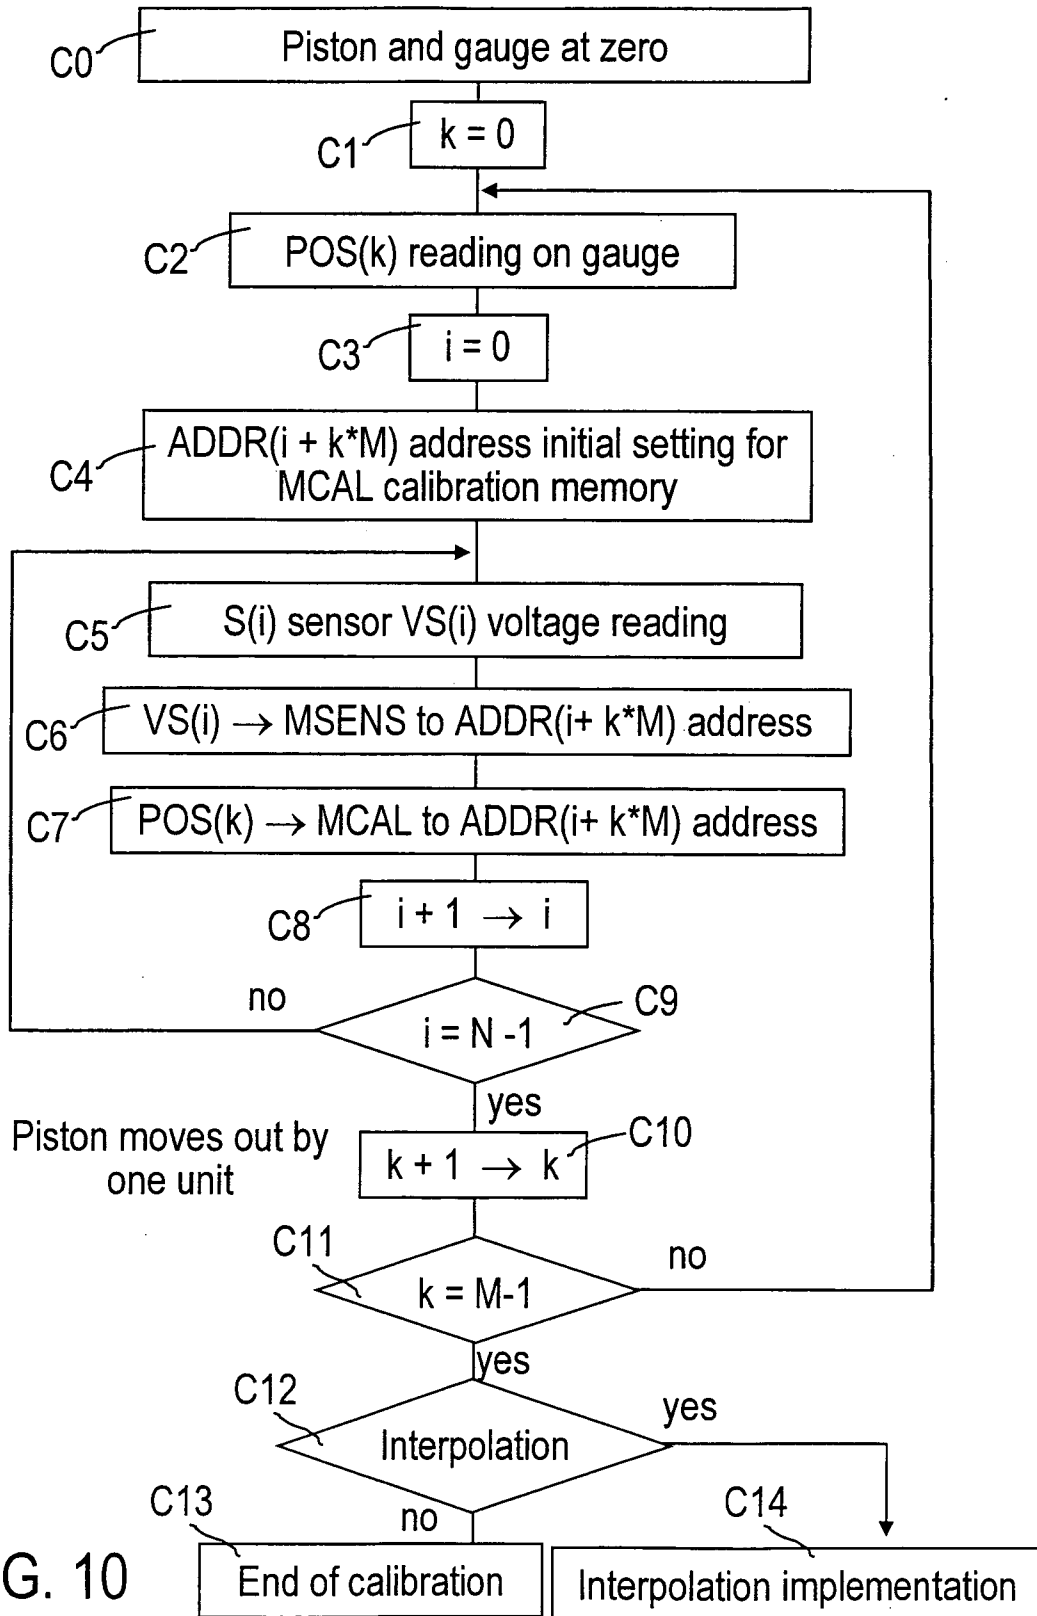 C0
Piston and gauge at zero
C1
k = 0
C2
POS(k) reading on gauge
C3
i = 0
C4
ADDR(i + k*M) address initial setting for
MCAL calibration memory
C5
S(i) sensor VS(i) voltage reading
C6
VS(i) → MSENS to ADDR(i+ k*M) address
C7
POS(k) → MCAL to ADDR(i+ k*M) address
C8
i + 1 → i
no
C9
i = N -1
yes
Piston moves out by
one unit
C10
k + 1 → k
C11
no
k = M-1
yes
C12
yes
Interpolation
C13
no
C14
G. 10
End of calibration
Interpolation implementation